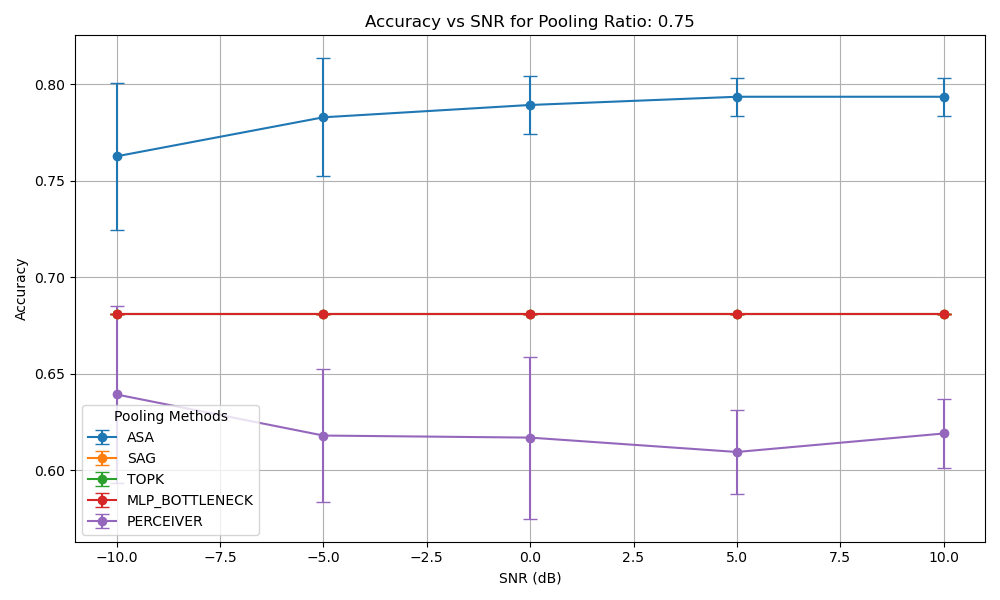 Accuracy vs SNR for Pooling Ratio: 0.75
Accuracy
0.80
0.75
0.70
0.65
0.60
Pooling Methods
ASA
SAG
TOPK
MLP_BOTTLENECK
PERCEIVER
−10.0 −7.5 −5.0 −2.5 0.0 2.5 5.0 7.5 10.0
SNR (dB)